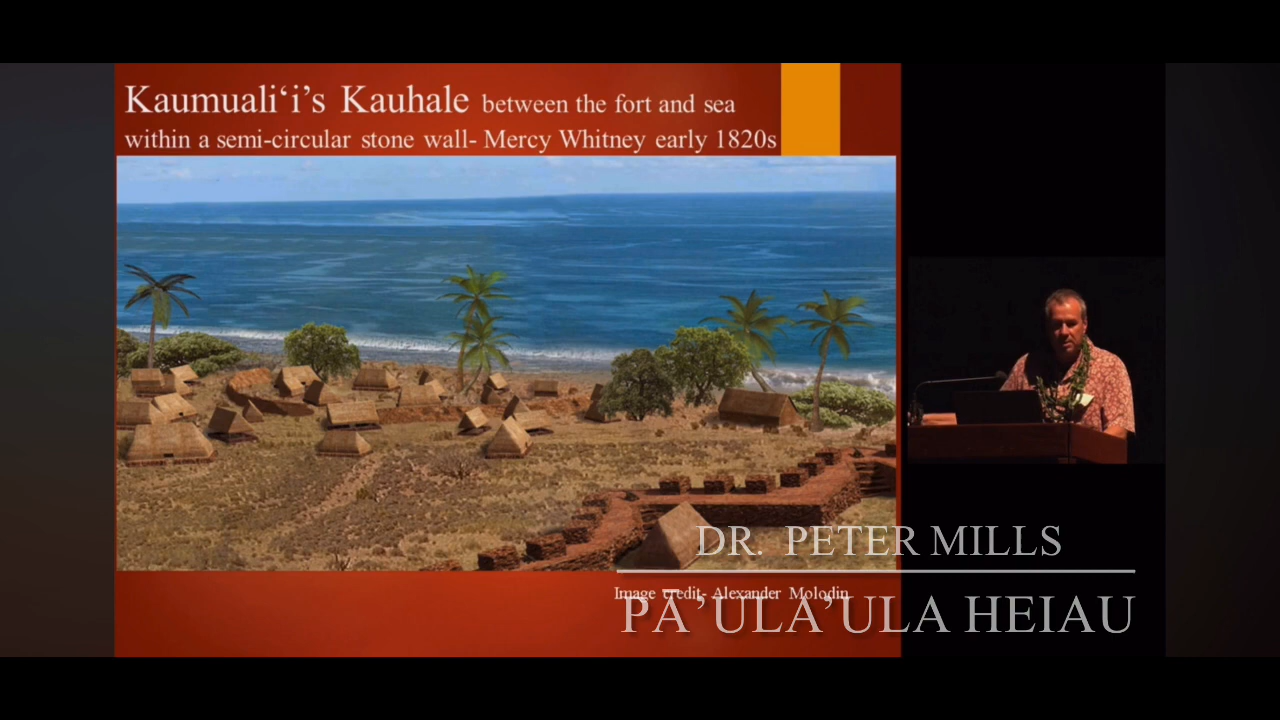 Kaumuali‘i’s Kauhale between the fort and sea
within a semi-circular stone wall- Mercy Whitney early 1820s
DR. PETER MILLS
Image credit- Alexander Molodin
PĀ’ULA’ULA HEIAU